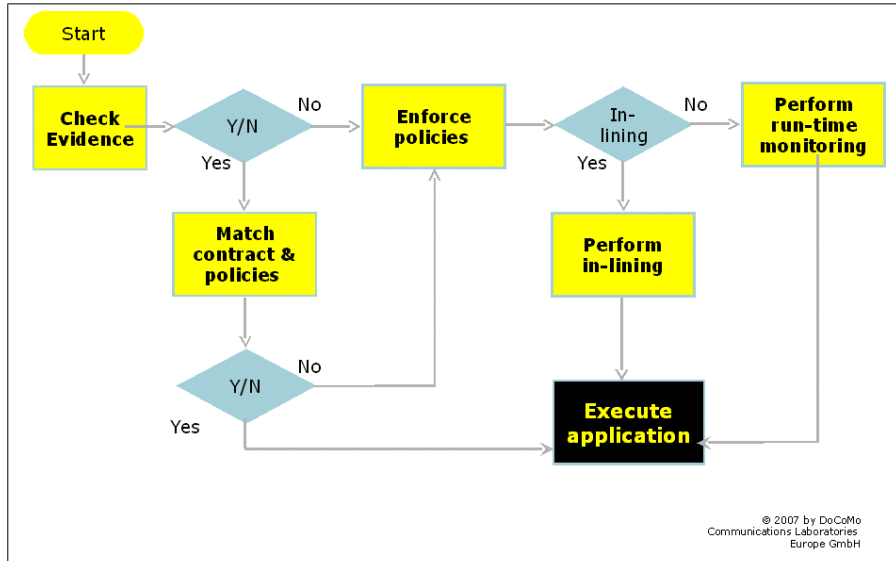 Start
Check
Evidence
Y/N
No
Yes
Enforce
policies
In-
lining
No
Yes
Perform
run-time
monitoring
Match
contract &
policies
Perform
in-lining
Y/N
No
Yes
Execute
application
© 2007 by DoCoMo
Communications Laboratories
Europe GmbH